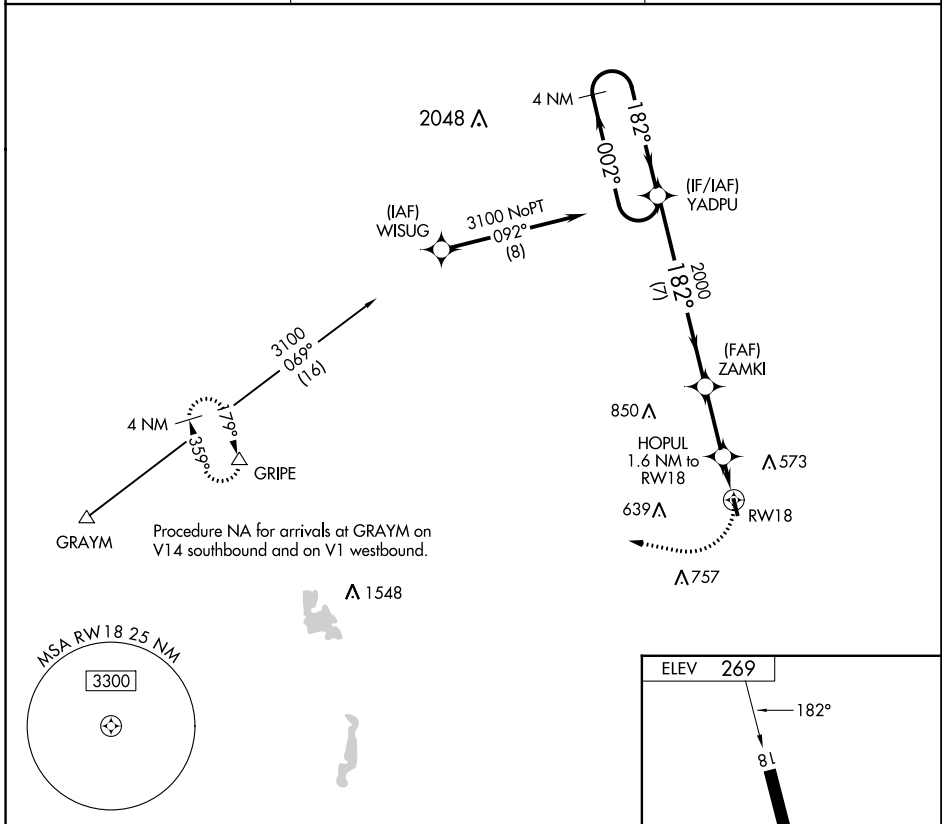 4 NM
2048
182°
002°
(IF/IAF)
YADPU
(IAF)
WISUG
3100 NoPT
092°
(8)
2000
182°
(7)
3100
069°
(16)
(FAF)
ZAMKI
4 NM
179°
359°
GRIPE
850
HOPUL
1.6 NM to
RW18
573
639
RW18
GRAYM
Procedure NA for arrivals at GRAYM on
V14 southbound and on V1 westbound.
757
1548
MSA RW18 25 NM
3300
ELEV 269
182°
18